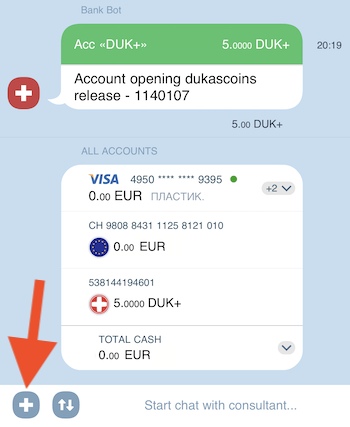 Bank Bot
Acc «DUK+» 5.0000 DUK+
20:19
Account opening dukascoins
release - 1140107
5.00 DUK+
ALL ACCOUNTS
VISA 4950 **** **** 9395
0.00 EUR ПЛАСТИК.
+2
CH 9808 8431 1125 8121 010
0.00 EUR
538144194601
5.0000 DUK+
TOTAL CASH
0.00 EUR
Start chat with consultant...